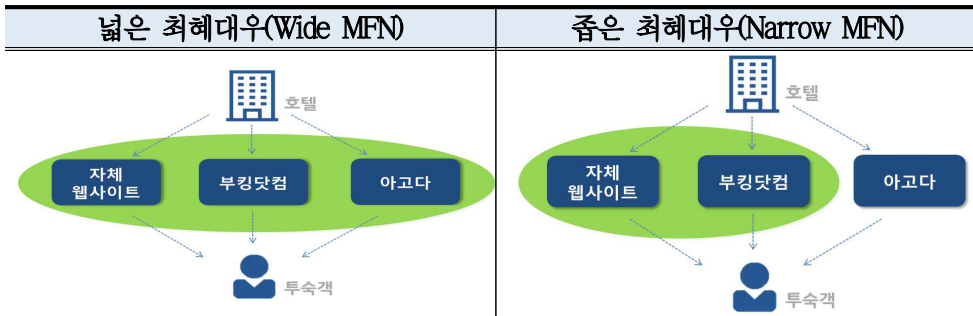 넓은 최혜대우(Wide MFN)
좁은 최혜대우(Narrow MFN)
호텔
자체
웹사이트
부킹닷컴
아고다
투숙객
호텔
자체
웹사이트
부킹닷컴
아고다
투숙객